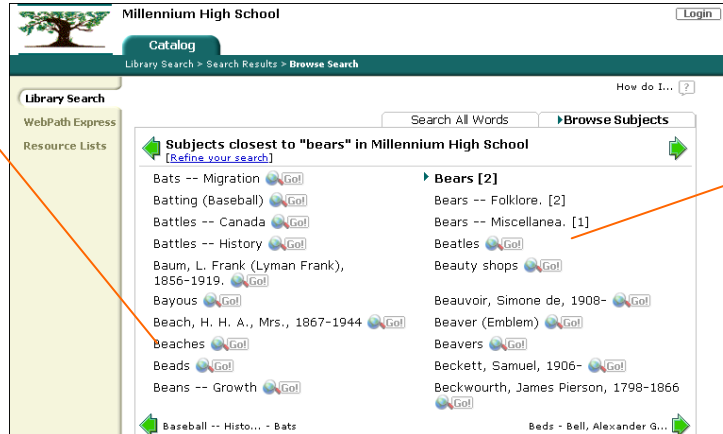 Millennium High School
Login
Catalog
Library Search > Search Results > Browse Search
How do I... ?
Library Search
WebPath Express
Resource Lists
Search All Words
Browse Subjects
Subjects closest to "bears" in Millennium High School
[Refine your search]
Bats -- Migration Go!
Batting (Baseball) Go!
Battles -- Canada Go!
Battles -- History Go!
Baum, L. Frank (Lyman Frank),
1856-1919. Go!
Bayous Go!
Beach, H. H. A., Mrs., 1867-1944 Go!
Beaches Go!
Beads Go!
Beans -- Growth Go!
Bears [2]
Bears -- Folklore. [2]
Bears -- Miscellanea. [1]
Beatles Go!
Beauty shops Go!
Beauvoir, Simone de, 1908- Go!
Beaver (Emblem) Go!
Beavers Go!
Beckett, Samuel, 1906- Go!
Beckwourth, James Pierson, 1798-1866
Go!
Baseball -- Histo... - Bats
Beds - Bell, Alexander G...